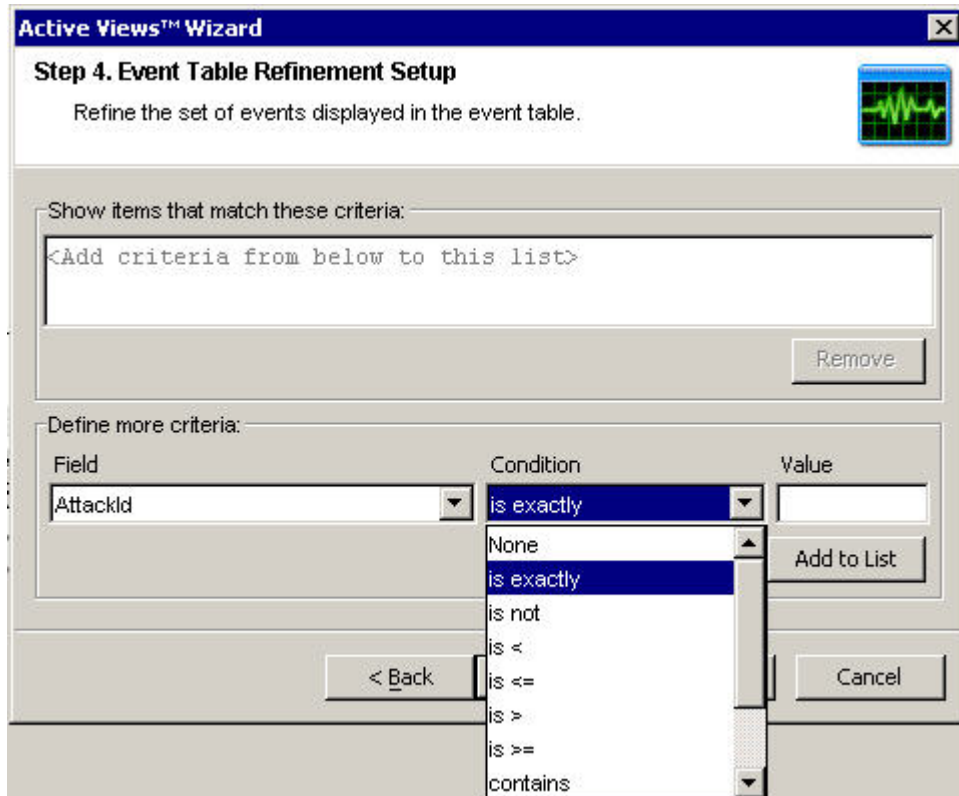 Active Views™ Wizard
Step 4. Event Table Refinement Setup
Refine the set of events displayed in the event table.
Show items that match these criteria:
<Add criteria from below to this list>
Remove
Define more criteria:
Field Condition Value
AttackId is exactly
None
Add to List
is exactly
is not
is <
< Back
is <=
Cancel
is >
is >=
contains